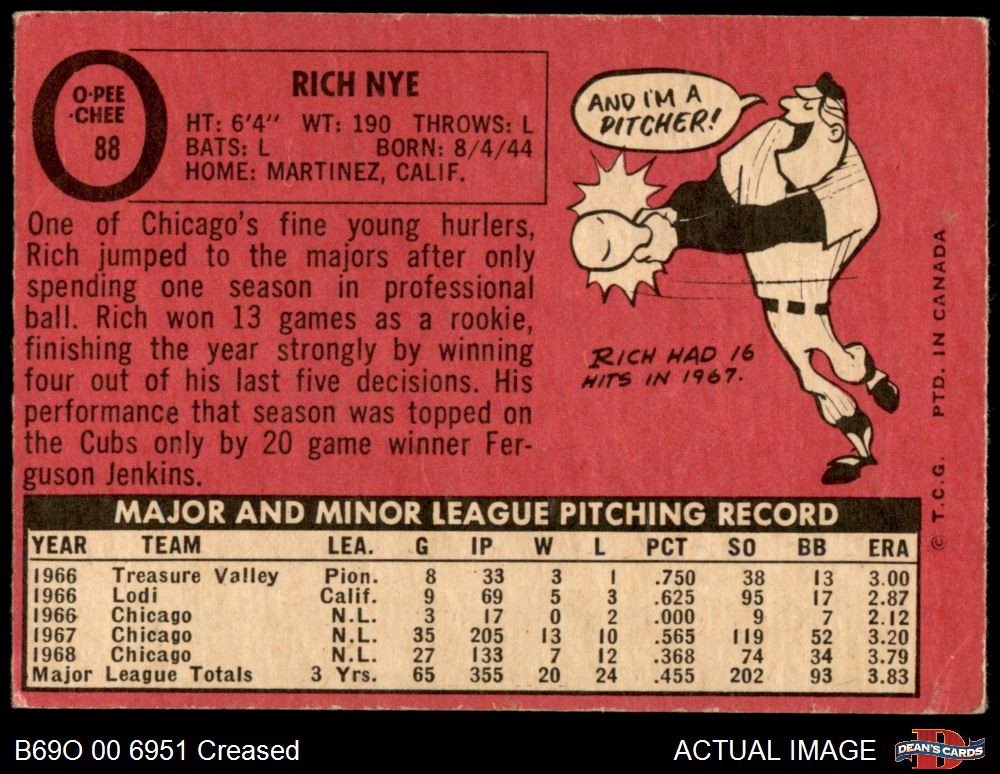 O-PEE
-CHEE
88
RICH NYE
HT: 6'4" WT: 190 THROWS: L
BATS: L BORN: 8/4/44
HOME: MARTINEZ, CALIF.
One of Chicago's fine young hurlers,
Rich jumped to the majors after only
spending one season in professional
ball. Rich won 13 games as a rookie,
finishing the year strongly by winning
four out of his last five decisions. His
performance that season was topped on
the Cubs only by 20 game winner Fer-
guson Jenkins.
AND I'M A
PITCHER!
RICH HAD 16
HITS IN 1967.
© T.C.G. PTD. IN CANADA
MAJOR AND MINOR LEAGUE PITCHING RECORD
YEAR TEAM LEA. G IP W L PCT SO BB ERA
1966 Treasure Valley Pion. 8 33 3 1 .750 38 13 3.00
1966 Lodi Calif. 9 69 5 3 .625 95 17 2.87
1966 Chicago N.L. 3 17 0 2 .000 9 7 2.12
1967 Chicago N.L. 35 205 13 10 .565 119 52 3.20
1968 Chicago N.L. 27 133 7 12 .368 74 34 3.79
Major League Totals 3 Yrs. 65 355 20 24 .455 202 93 3.83
B69O 00 6951 Creased
ACTUAL IMAGE
DEAN'S CARDS